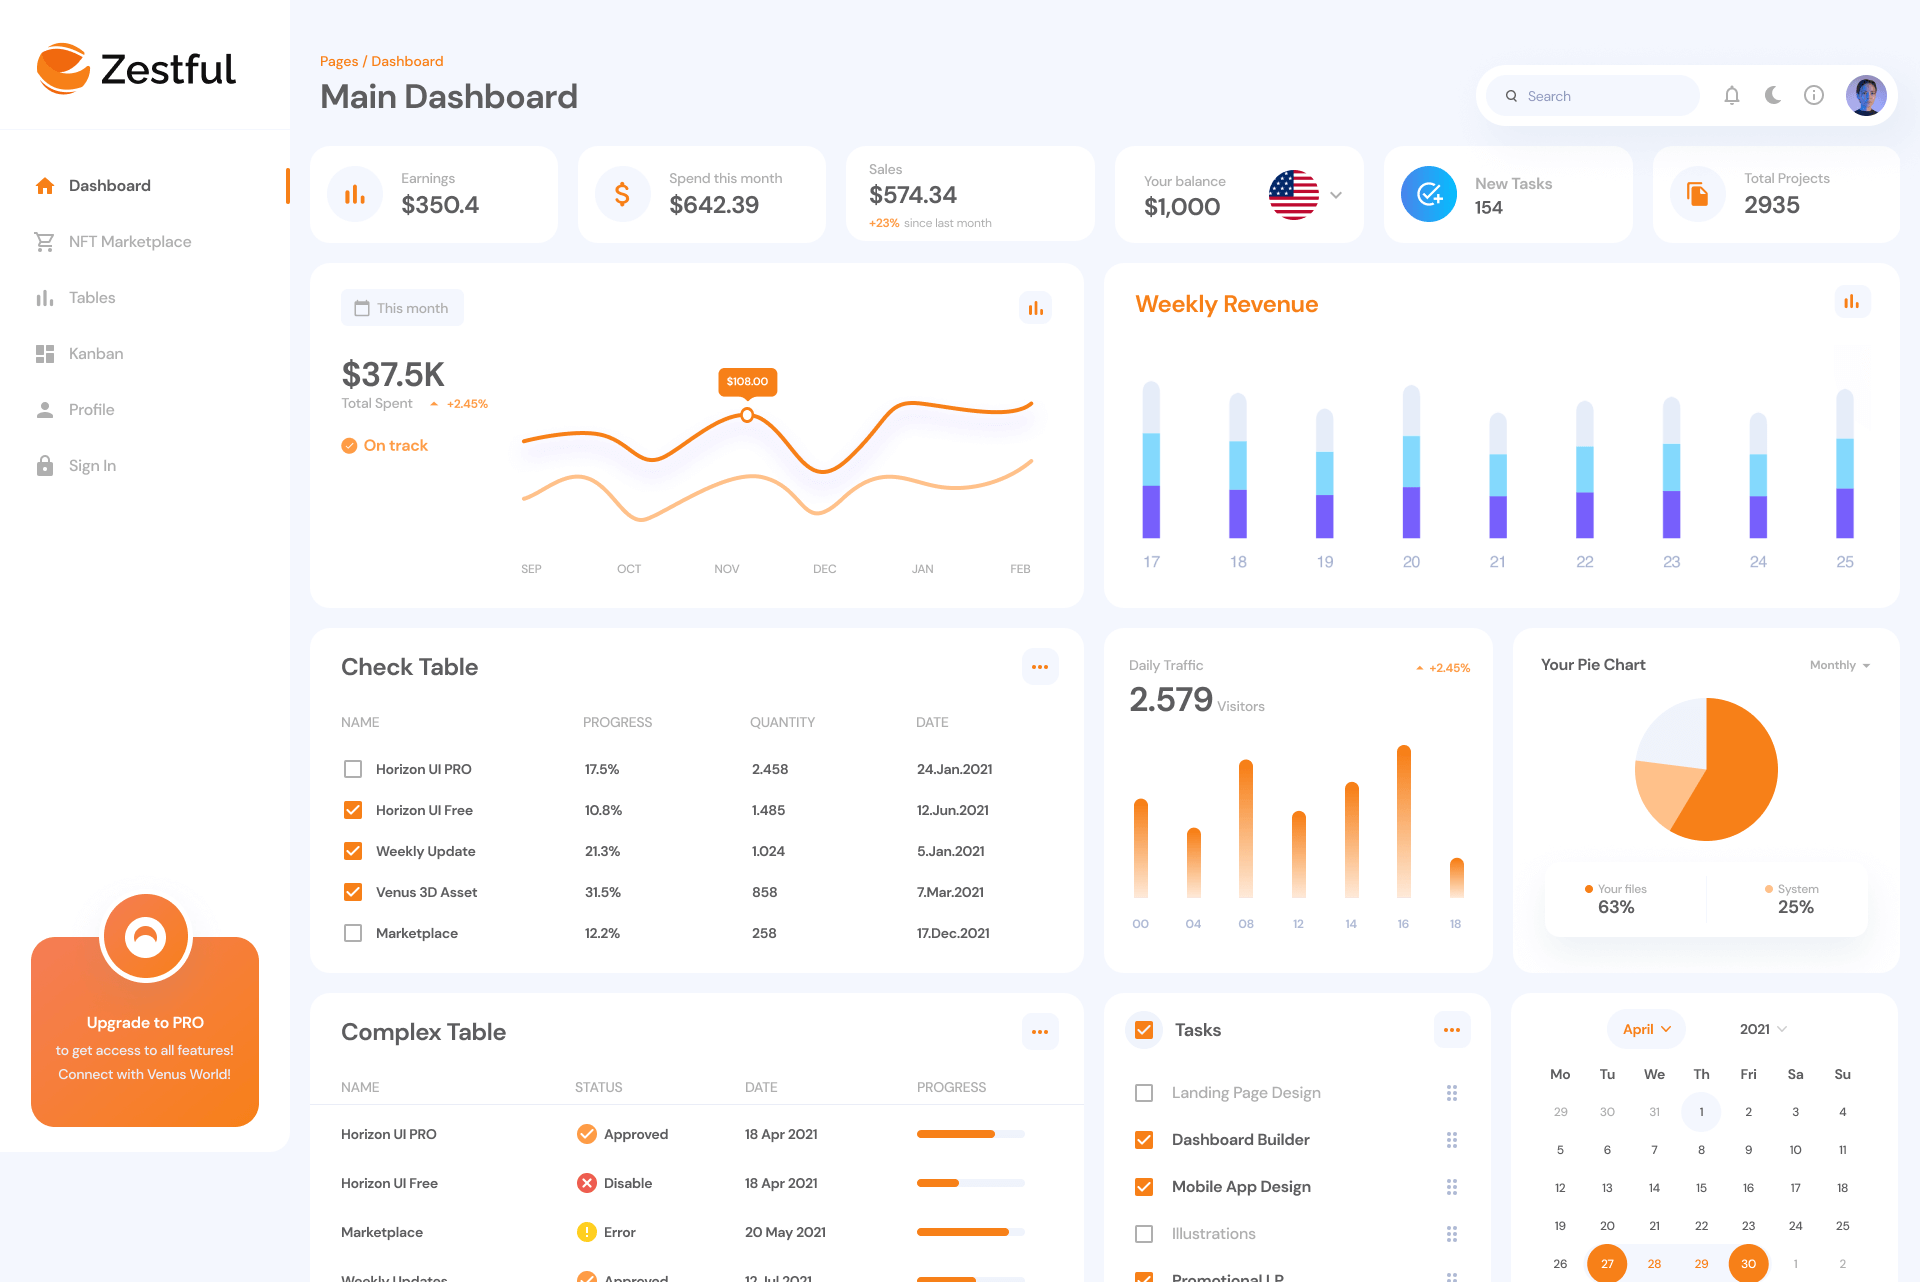 Zestful
Dashboard
NFT Marketplace
Tables
Kanban
Profile
Sign In
Upgrade to PRO
to get access to all features!
Connect with Venus World!
Pages / Dashboard
Main Dashboard
Search
Earnings
$350.4
Spend this month
$642.39
Sales
$574.34
+23% since last month
Your balance
$1,000
New Tasks
154
Total Projects
2935
This month
$37.5K
Total Spent +2.45%
On track
$108.00
SEP OCT NOV DEC JAN FEB
Weekly Revenue
17 18 19 20 21 22 23 24 25
Check Table
NAME PROGRESS QUANTITY DATE
Horizon UI PRO 17.5% 2.458 24.Jan.2021
Horizon UI Free 10.8% 1.485 12.Jun.2021
Weekly Update 21.3% 1.024 5.Jan.2021
Venus 3D Asset 31.5% 858 7.Mar.2021
Marketplace 12.2% 258 17.Dec.2021
Daily Traffic
+2.45%
2.579 Visitors
00 04 08 12 14 16 18
Your Pie Chart
Monthly
Your files
63%
System
25%
Complex Table
NAME STATUS DATE PROGRESS
Horizon UI PRO Approved 18 Apr 2021
Horizon UI Free Disable 18 Apr 2021
Marketplace Error 20 May 2021
Weekly Updates Approved 12 Jul 2021
Tasks
Landing Page Design
Dashboard Builder
Mobile App Design
Illustrations
Promotional LP
April 2021
Mo Tu We Th Fri Sa Su
29 30 31 1 2 3 4
5 6 7 8 9 10 11
12 13 14 15 16 17 18
19 20 21 22 23 24 25
26 27 28 29 30 1 2